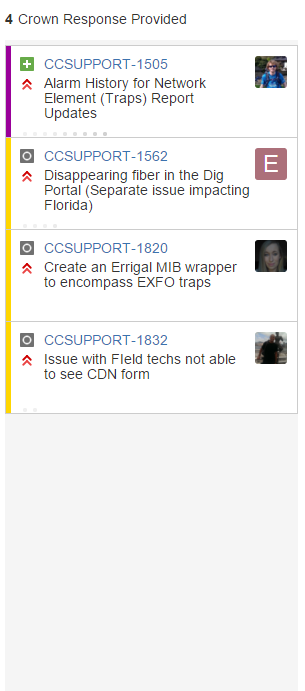 4 Crown Response Provided
CCSUPPORT-1505
Alarm History for Network
Element (Traps) Report
Updates
CCSUPPORT-1562
E
Disappearing fiber in the Dig
Portal (Separate issue impacting
Florida)
CCSUPPORT-1820
Create an Errigal MIB wrapper
to encompass EXFO traps
CCSUPPORT-1832
Issue with FIeld techs not able
to see CDN form